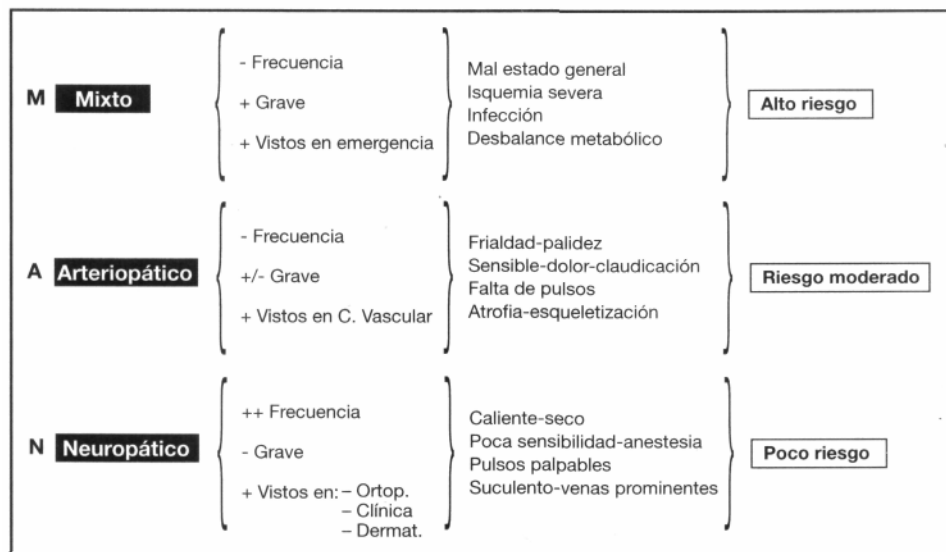 M Mixto
- Frecuencia
+ Grave
+ Vistos en emergencia
Mal estado general
Isquemia severa
Infección
Desbalance metabólico
Alto riesgo
A Arteriopático
- Frecuencia
+/- Grave
+ Vistos en C. Vascular
Frialdad-palidez
Sensible-dolor-claudicación
Falta de pulsos
Atrofia-esqueletización
Riesgo moderado
N Neuropático
++ Frecuencia
- Grave
+ Vistos en: – Ortop.
– Clínica
– Dermat.
Caliente-seco
Poca sensibilidad-anestesia
Pulsos palpables
Suculento-venas prominentes
Poco riesgo